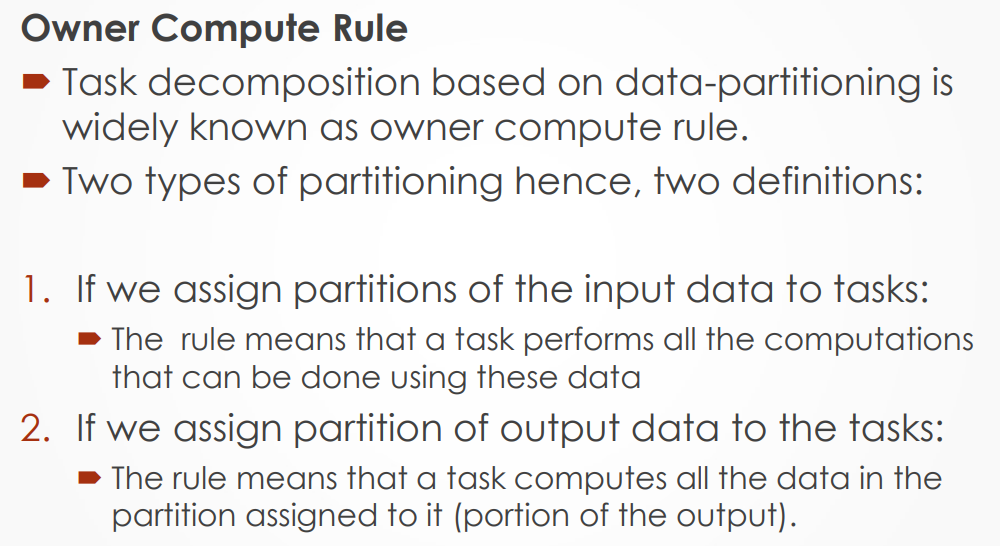 Owner Compute Rule
Task decomposition based on data-partitioning is
widely known as owner compute rule.
Two types of partitioning hence, two definitions:
1. If we assign partitions of the input data to tasks:
The rule means that a task performs all the computations
that can be done using these data
2. If we assign partition of output data to the tasks:
The rule means that a task computes all the data in the
partition assigned to it (portion of the output).